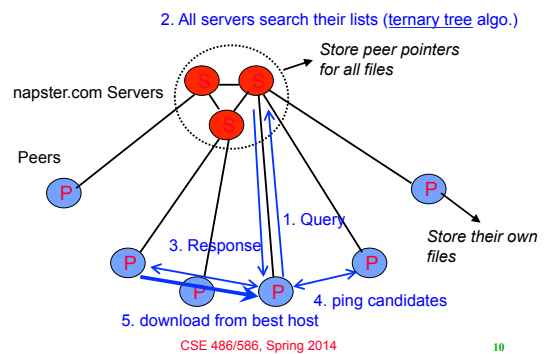 2. All servers search their lists (ternary tree algo.)
Store peer pointers
for all files
S
S
napster.com Servers
S
Peers
P
P
1. Query
Store their own
files
3. Response
P
P
P
P
4. ping candidates
5. download from best host
CSE 486/586, Spring 2014
10